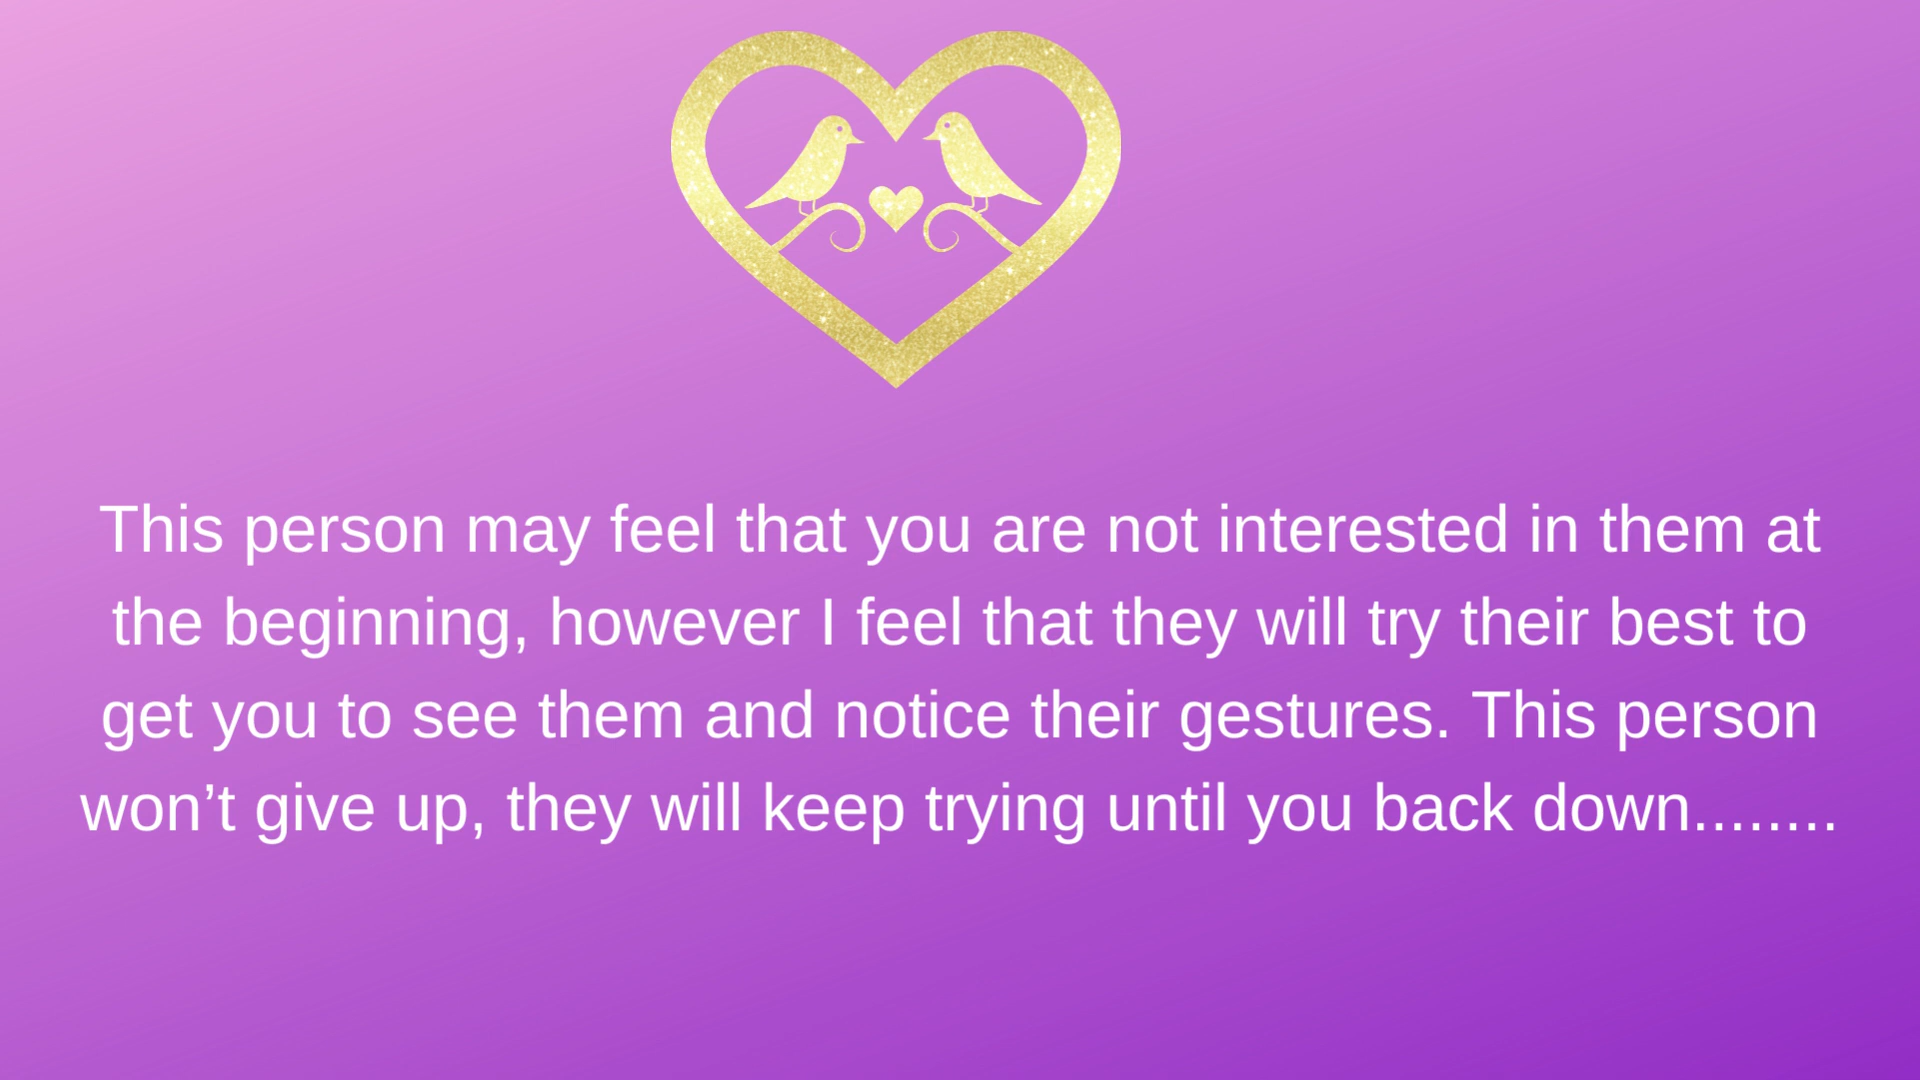 This person may feel that you are not interested in them at
the beginning, however I feel that they will try their best to
get you to see them and notice their gestures. This person
won’t give up, they will keep trying until you back down........